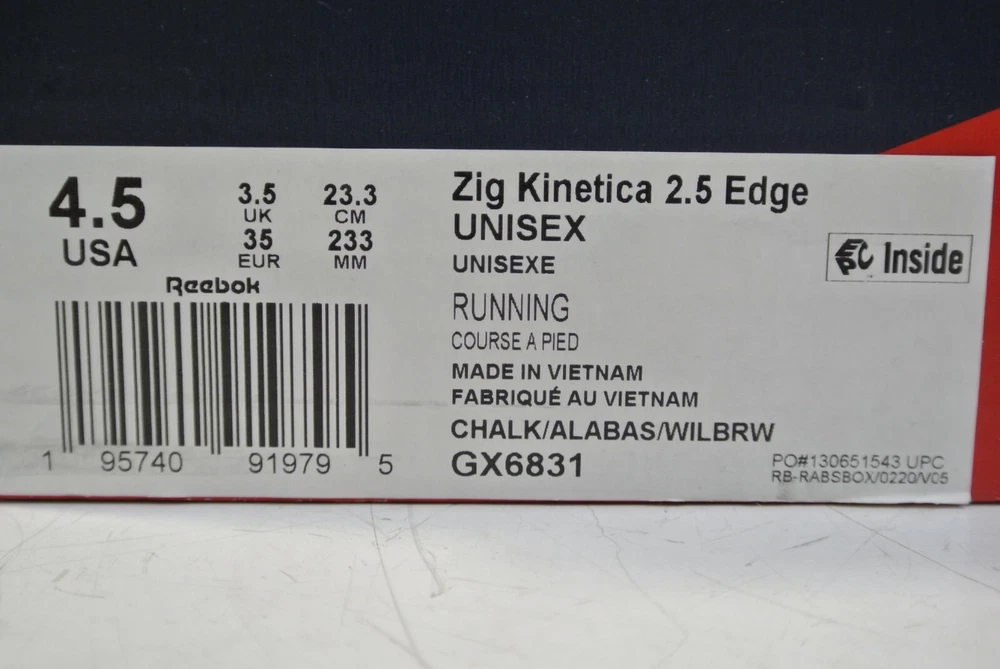 4.5
USA
3.5
UK
35
EUR
23.3
CM
233
MM
Reebok
1 95740 91979 5
Zig Kinetica 2.5 Edge
UNISEX
UNISEXE
RUNNING
COURSE A PIED
MADE IN VIETNAM
FABRIQUÉ AU VIETNAM
CHALK/ALABAS/WILBRW
GX6831
EPC Inside
PO#130651543 UPC
RB-RABSBOX/0220/V05